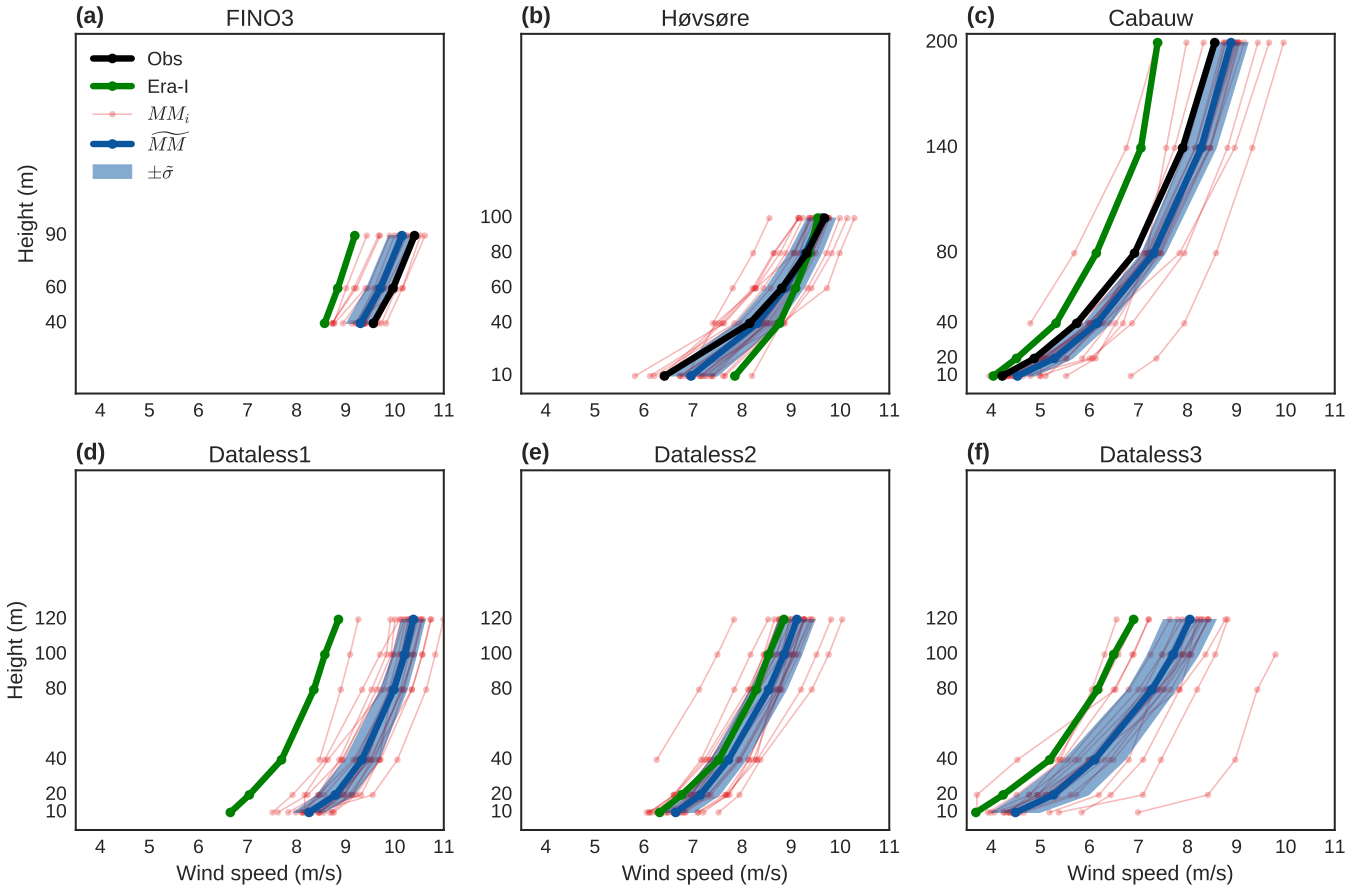 (a) FINO3
Obs
Era-I
MM_i
\widetilde{MM}
±σ̃
Height (m)
90
60
40
4 5 6 7 8 9 10 11
(b) Høvsøre
100
80
60
40
10
4 5 6 7 8 9 10 11
(c) Cabauw
200
140
80
40
20
10
4 5 6 7 8 9 10 11
(d) Dataless1
Height (m)
120
100
80
40
20
10
4 5 6 7 8 9 10 11
Wind speed (m/s)
(e) Dataless2
120
100
80
40
20
10
4 5 6 7 8 9 10 11
Wind speed (m/s)
(f) Dataless3
120
100
80
40
20
10
4 5 6 7 8 9 10 11
Wind speed (m/s)